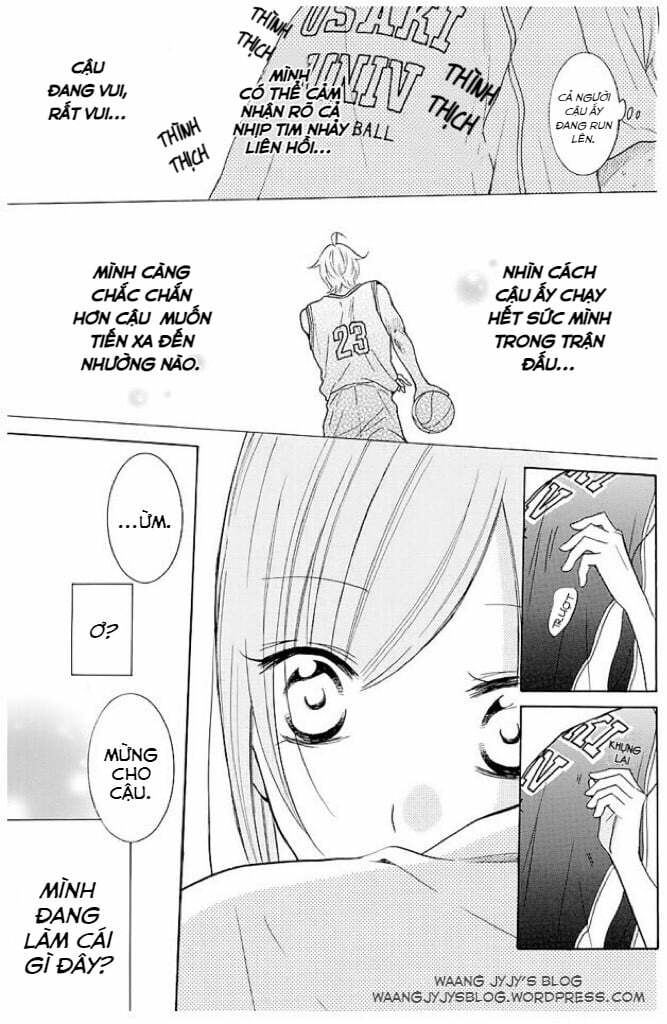 OSAKI
UNIV
BALL
THÌNH
THỊCH
THÌNH
THỊCH
THÌNH
THỊCH
CẢ NGƯỜI
CẬU ẤY
ĐANG RUN
LÊN.
MÌNH
CÓ THỂ CẢM
NHẬN RÕ CẢ
NHỊP TIM NHẢY
LIÊN HỒI...
CẬU
ĐANG VUI,
RẤT VUI...
NHÌN CÁCH
CẬU ẤY CHẠY
HẾT SỨC MÌNH
TRONG TRẬN
ĐẤU...
23
MÌNH CÀNG
CHẮC CHẮN
HƠN CẬU MUỐN
TIẾN XA ĐẾN
NHƯỜNG NÀO.
TRƯỢT
KHỰNG
LẠI
...ỪM.
Ơ?
MỪNG
CHO
CẬU.
MÌNH
ĐANG
LÀM CÁI
GÌ ĐÂY?
WAANG JYJY'S BLOG
WAANGJYJYSBLOG.WORDPRESS.COM